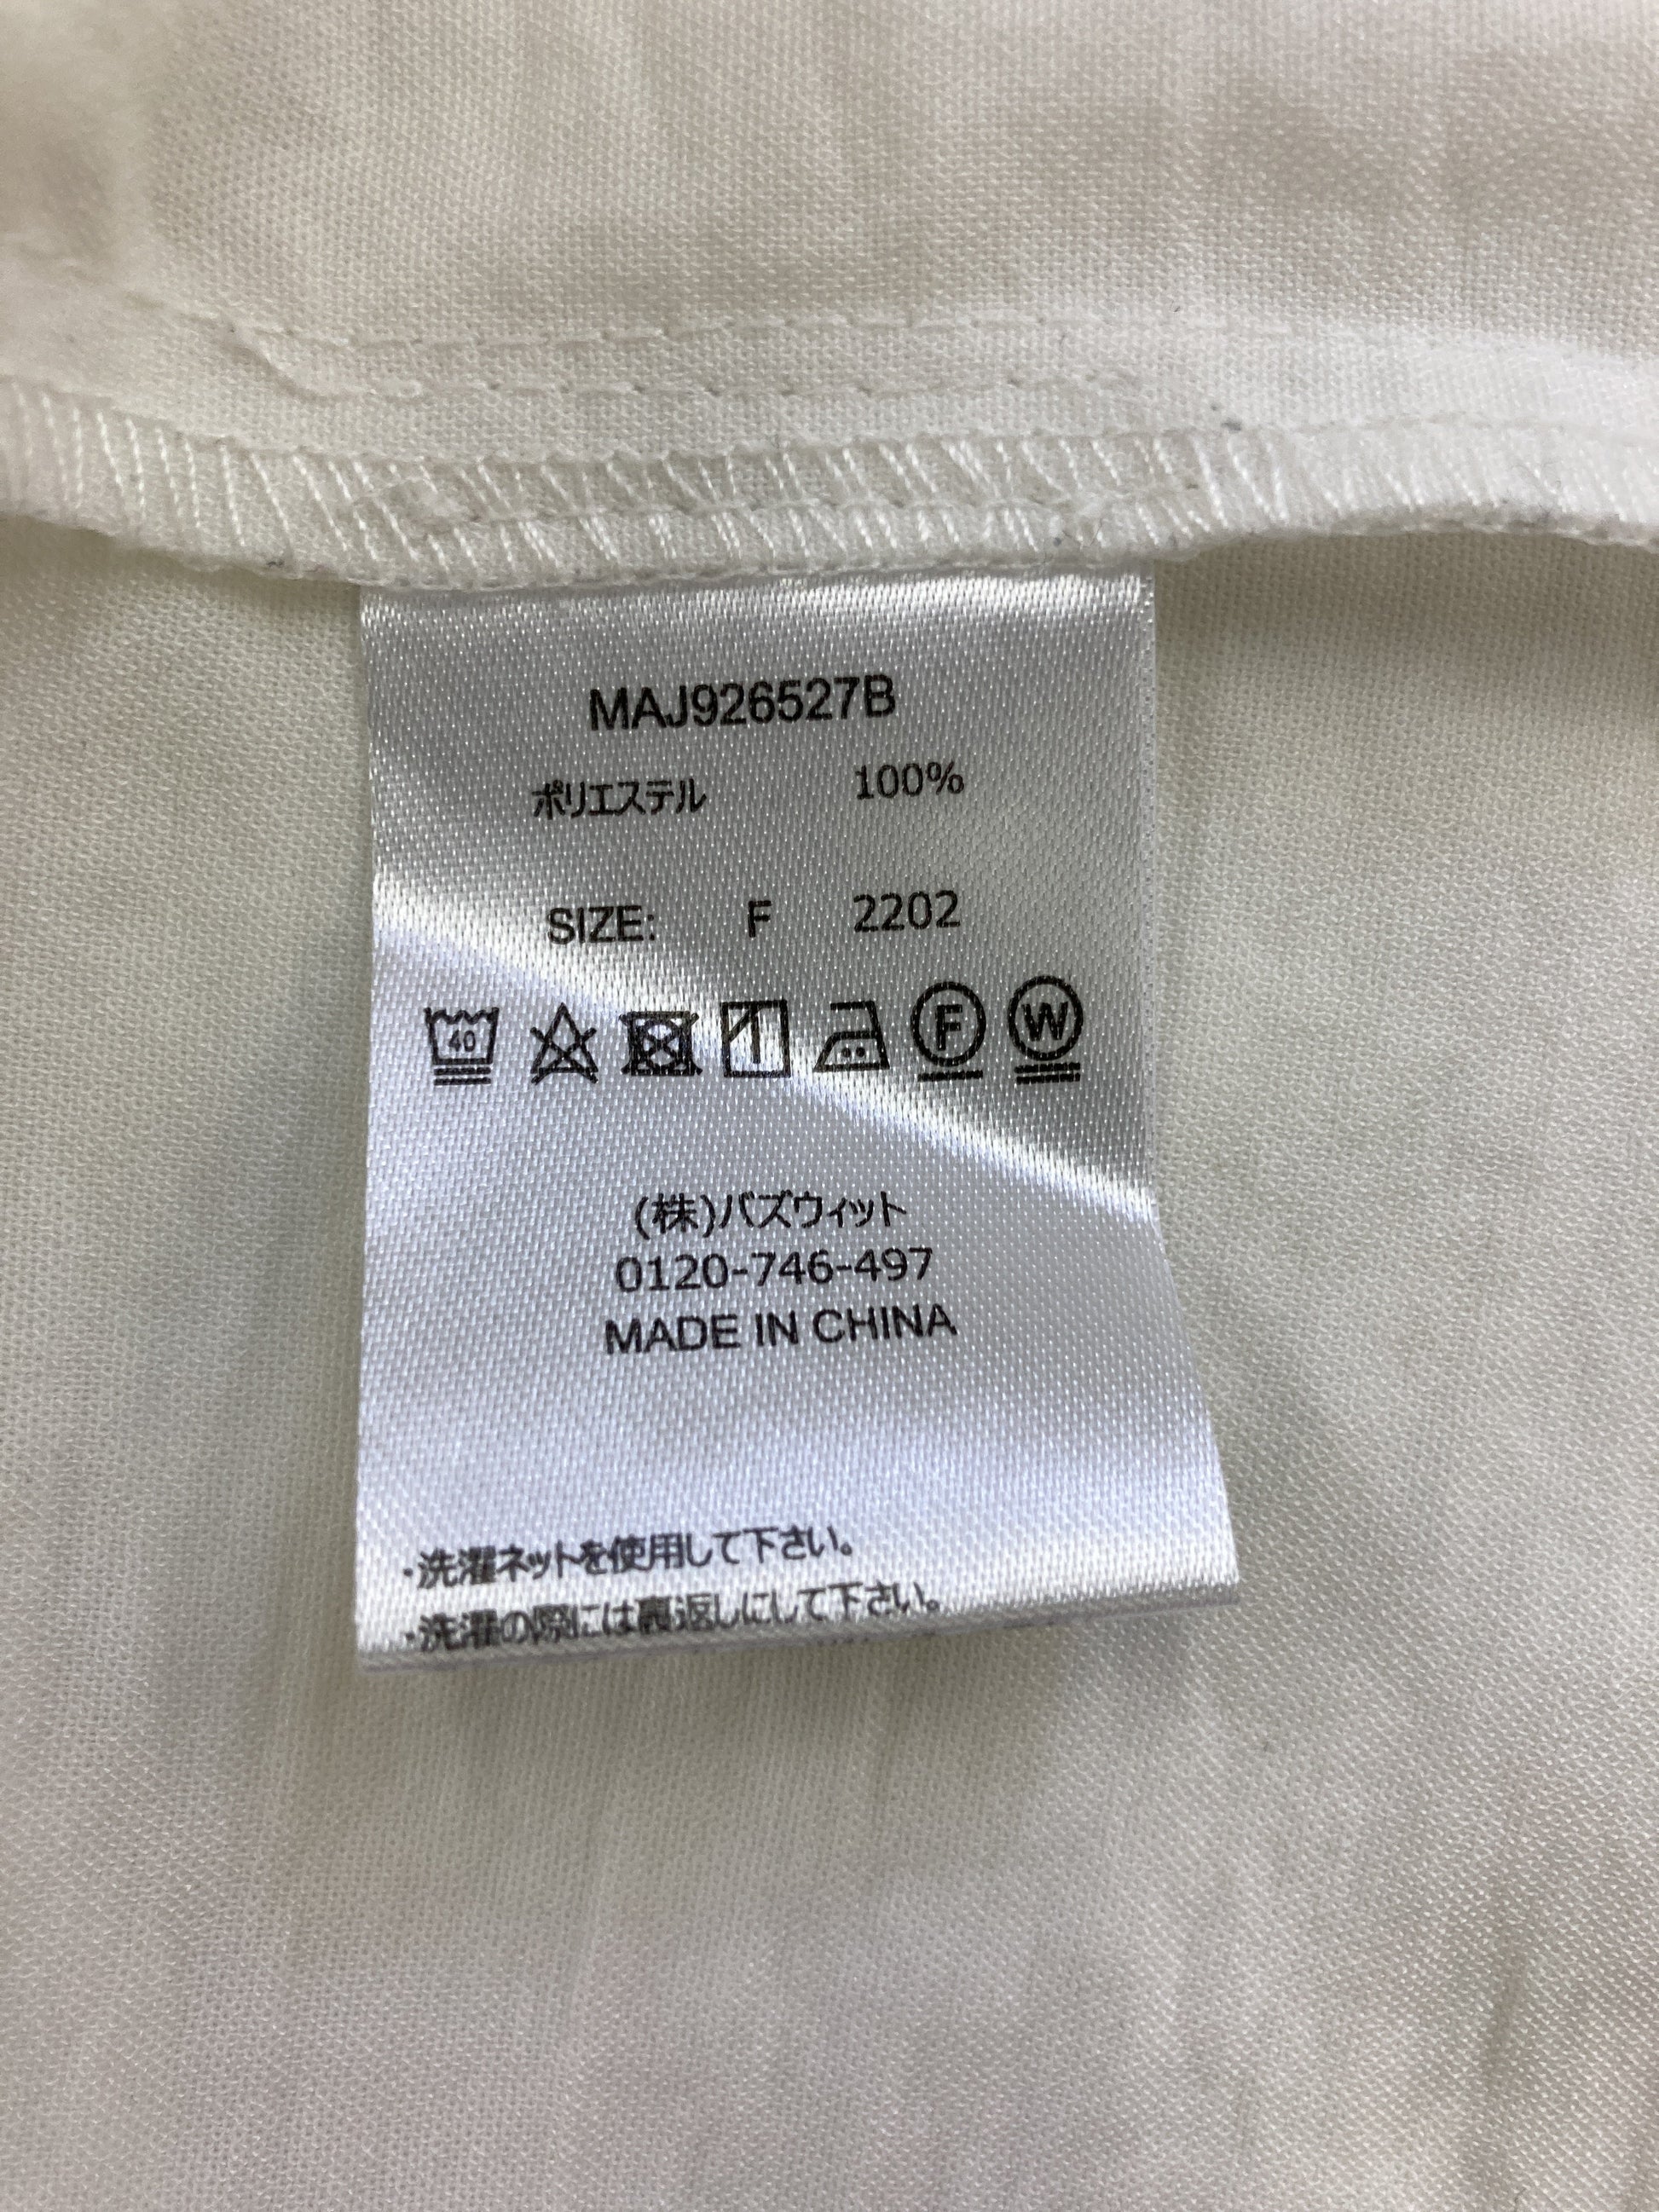 MAJ926527B
ポリエステル 100%
SIZE: F 2202
40 F W
(株)バズウィット
0120-746-497
MADE IN CHINA
・洗濯ネットを使用して下さい。
・洗濯の際には裏返しにして下さい。